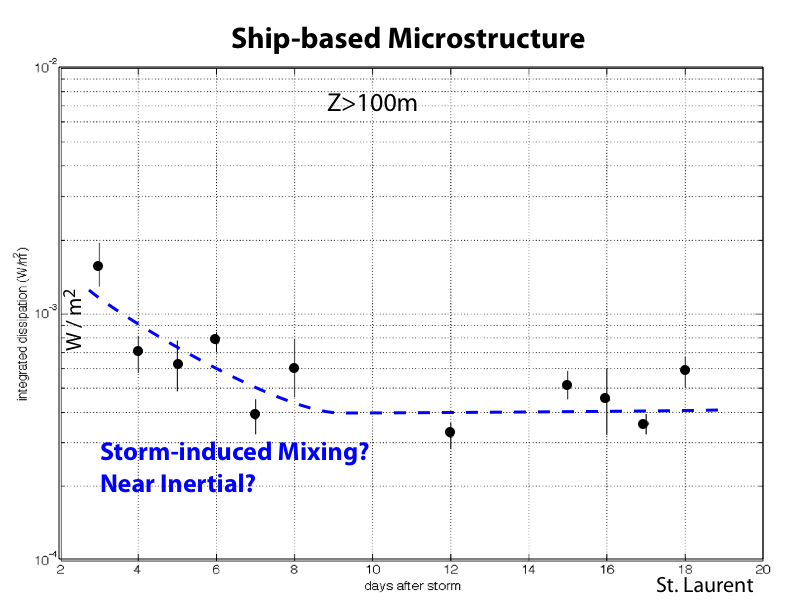 Ship-based Microstructure
Z>100m
10⁻²
10⁻³
10⁻⁴
integrated dissipation (W/m²)
W / m²
Storm-induced Mixing?
Near Inertial?
2 4 6 8 10 12 14 16 18 20
days after storm
St. Laurent